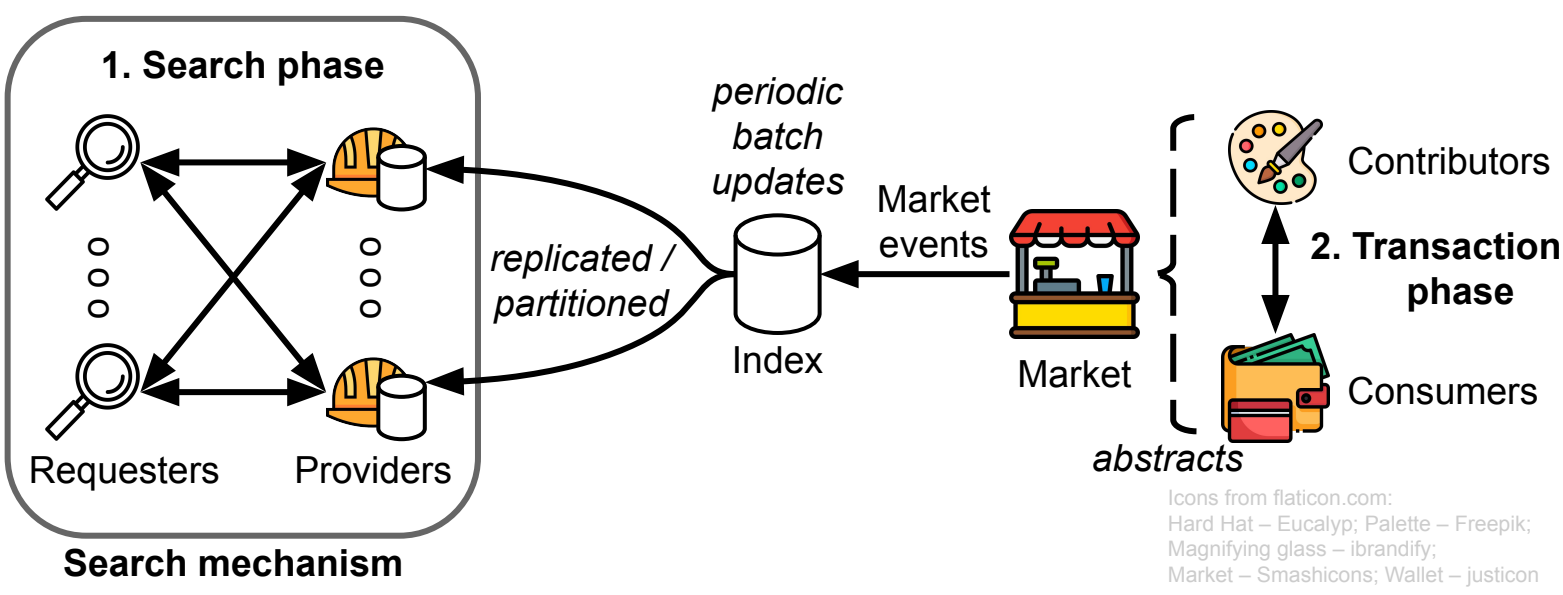 1. Search phase
Requesters
Providers
Search mechanism
replicated /
partitioned
periodic
batch
updates
Index
Market
events
Market
abstracts
Contributors
2. Transaction
phase
Consumers
Icons from flaticon.com:
Hard Hat – Eucalyp; Palette – Freepik;
Magnifying glass – ibrandify;
Market – Smashicons; Wallet – justicon